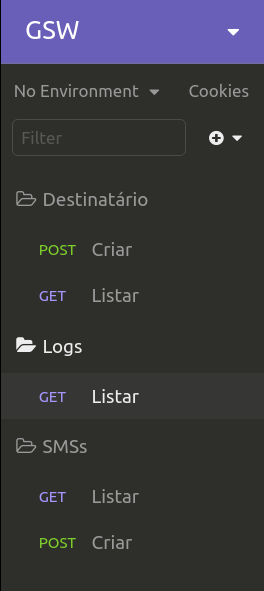 GSW
No Environment Cookies
Filter
Destinatário
POST Criar
GET Listar
Logs
GET Listar
SMSs
GET Listar
POST Criar